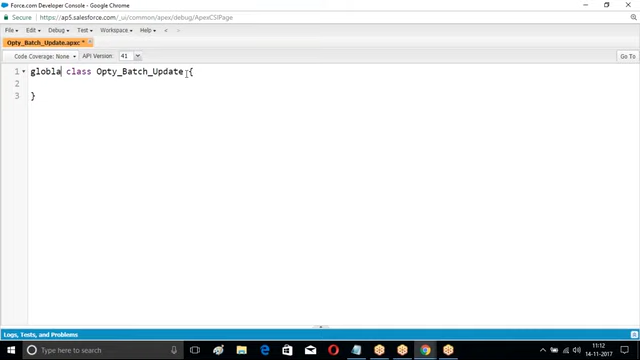 Force.com Developer Console - Google Chrome
Secure https://ap5.salesforce.com/_ui/common/apex/debug/ApexCSIPage
File Edit Debug Test Workspace Help < >
Opty_Batch_Update.apxc *
Code Coverage: None API Version: 41 Go To
1 globla class Opty_Batch_Update {
2
3 }
Logs, Tests, and Problems
Type here to search
11:12
14-11-2017